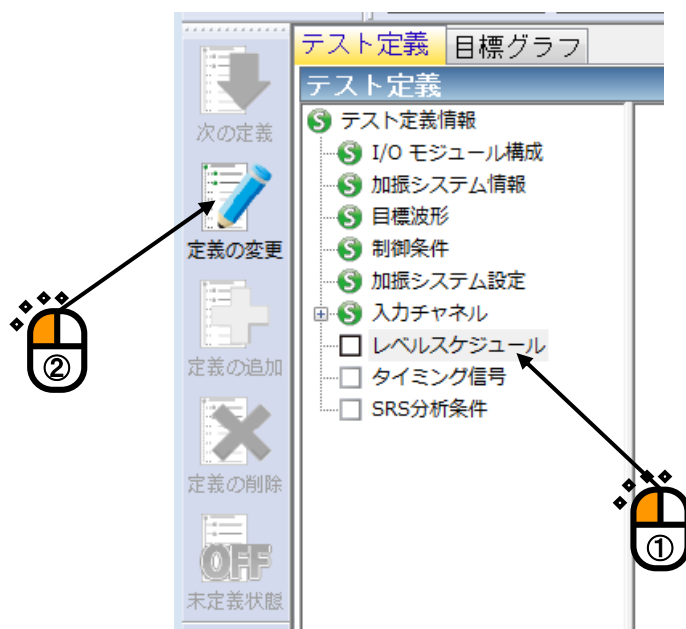 テスト定義 目標グラフ
テスト定義
次の定義
定義の変更
定義の追加
定義の削除
OFF
未定義状態
S テスト定義情報
S I/O モジュール構成
S 加振システム情報
S 目標波形
S 制御条件
S 加振システム設定
S 入力チャネル
レベルスケジュール
タイミング信号
SRS分析条件
②
①